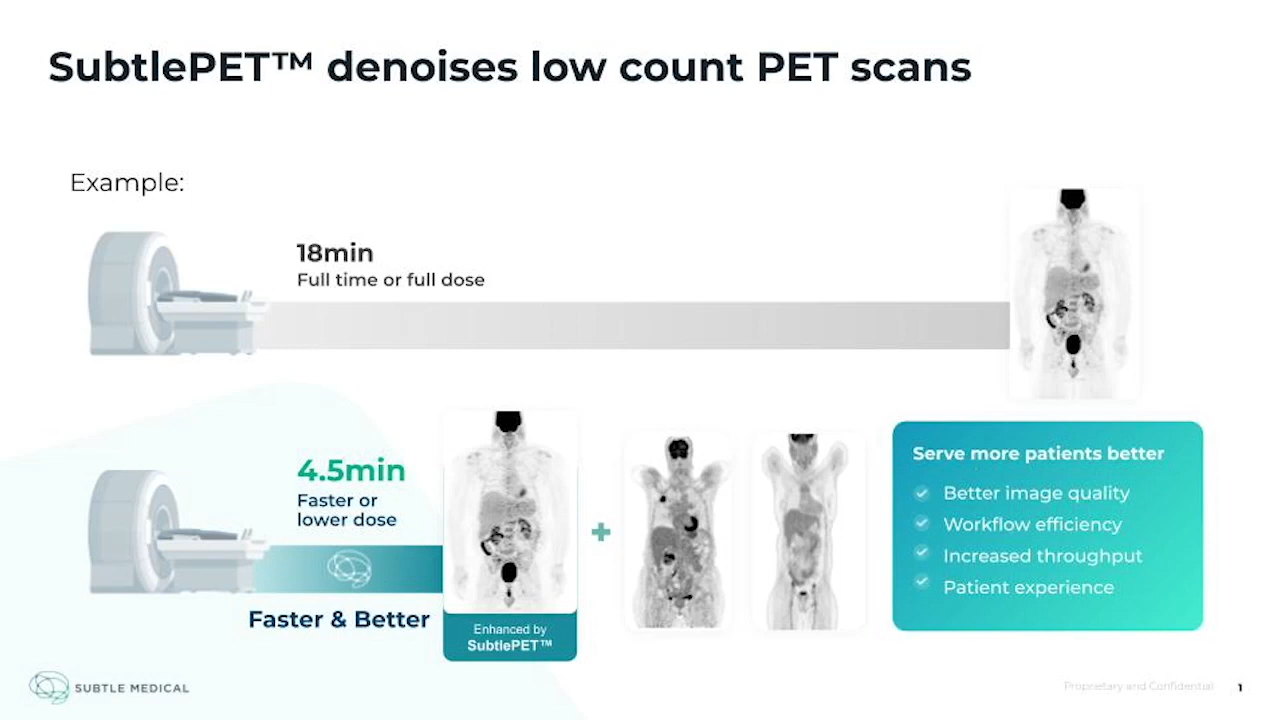 SubtlePET™ denoises low count PET scans
Example:
18min
Full time or full dose
4.5min
Faster or
lower dose
Faster & Better
Enhanced by
SubtlePET™
+
Serve more patients better
Better image quality
Workflow efficiency
Increased throughput
Patient experience
SUBTLE MEDICAL
Proprietary and Confidential
1